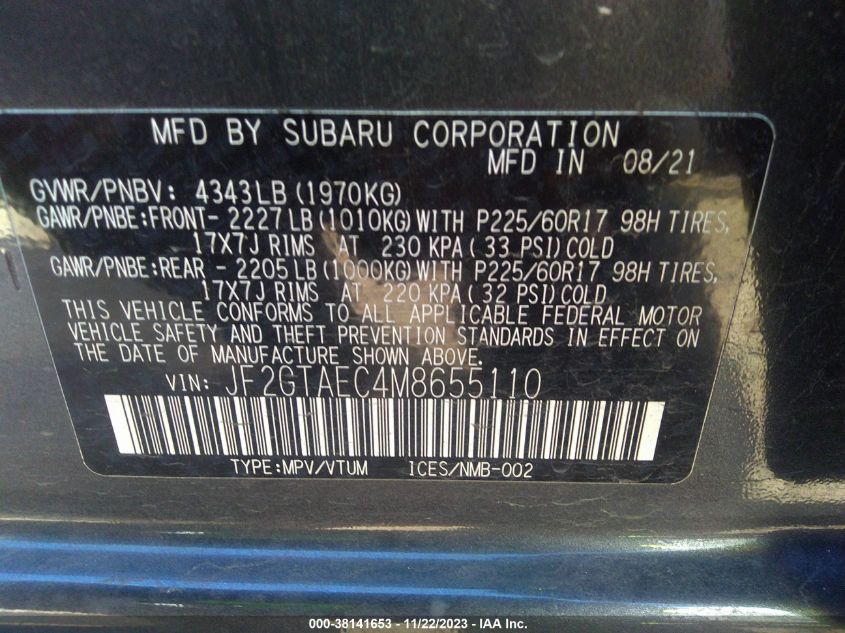 MFD BY SUBARU CORPORATION
MFD IN 08/21
GVWR/PNBV: 4343LB (1970KG)
GAWR/PNBE:FRONT- 2227LB (1010KG) WITH P225/60R17 98H TIRES,
17X7J RIMS AT 230 KPA ( 33 PSI) COLD
GAWR/PNBE:REAR - 2205LB (1000KG) WITH P225/60R17 98H TIRES,
17X7J RIMS AT 220 KPA ( 32 PSI) COLD
THIS VEHICLE CONFORMS TO ALL APPLICABLE FEDERAL MOTOR
VEHICLE SAFETY AND THEFT PREVENTION STANDARDS IN EFFECT ON
THE DATE OF MANUFACTURE SHOWN ABOVE.
VIN: JF2GTAEC4M8655110
TYPE:MPV/VTUM ICES/NMB-002
000-38141653 - 11/22/2023 - IAA Inc.